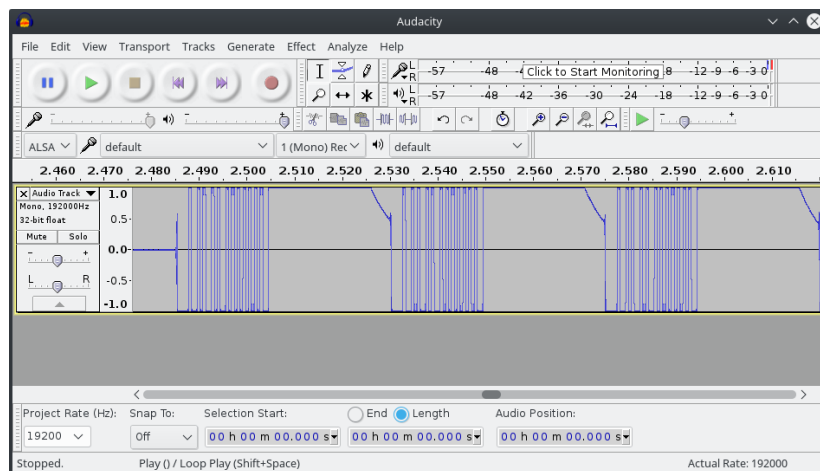 Audacity
File Edit View Transport Tracks Generate Effect Analyze Help
L R -57 -48 -4 Click to Start Monitoring 8 -12 -9 -6 -3 0
L R -57 -48 -42 -36 -30 -24 -18 -12 -9 -6 -3 0
ALSA default 1 (Mono) Rec default
2.460 2.470 2.480 2.490 2.500 2.510 2.520 2.530 2.540 2.550 2.560 2.570 2.580 2.590 2.600 2.610
X Audio Track 1.0
Mono, 192000Hz
32-bit float 0.5-
Mute Solo
- + 0.0-
L R -0.5-
-1.0
Project Rate (Hz): Snap To: Selection Start: End Length Audio Position:
19200 Off 00 h 00 m 00.000 s 00 h 00 m 00.000 s 00 h 00 m 00.000 s
Stopped. Play () / Loop Play (Shift+Space) Actual Rate: 192000